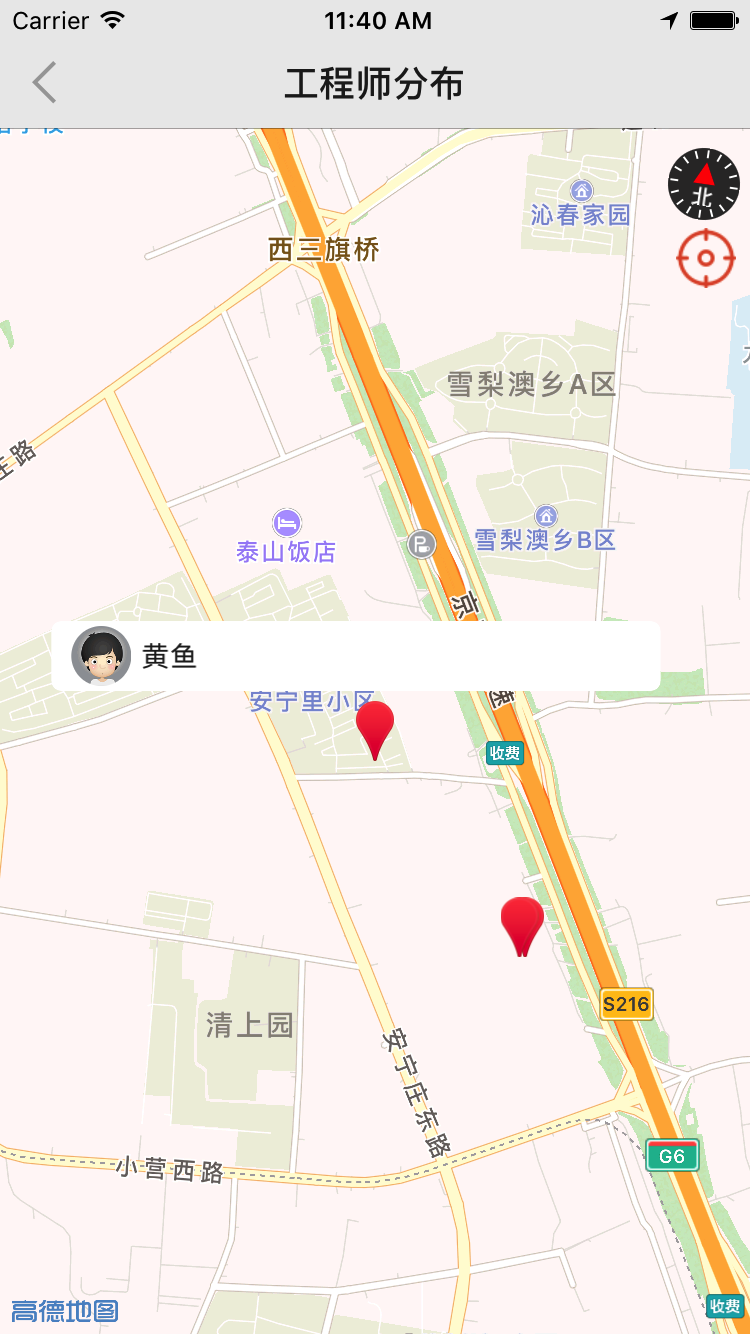 Carrier 11:40 AM
工程师分布
北
沁春家园
西三旗桥
雪梨澳乡A区
泰山饭店
P
雪梨澳乡B区
京
黄鱼
速
安宁里小区
收费
S216
清上园
安宁庄东路
G6
小营西路
高德地图
收费